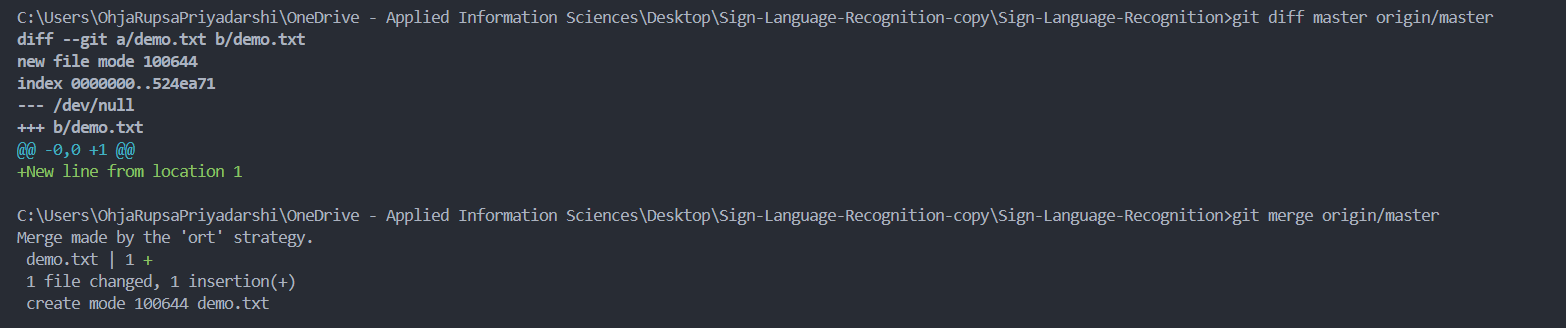 C:\Users\OhjaRupsaPriyadarshi\OneDrive - Applied Information Sciences\Desktop\Sign-Language-Recognition-copy\Sign-Language-Recognition>git diff master origin/master
diff --git a/demo.txt b/demo.txt
new file mode 100644
index 0000000..524ea71
--- /dev/null
+++ b/demo.txt
@@ -0,0 +1 @@
+New line from location 1
C:\Users\OhjaRupsaPriyadarshi\OneDrive - Applied Information Sciences\Desktop\Sign-Language-Recognition-copy\Sign-Language-Recognition>git merge origin/master
Merge made by the 'ort' strategy.
 demo.txt | 1 +
 1 file changed, 1 insertion(+)
 create mode 100644 demo.txt